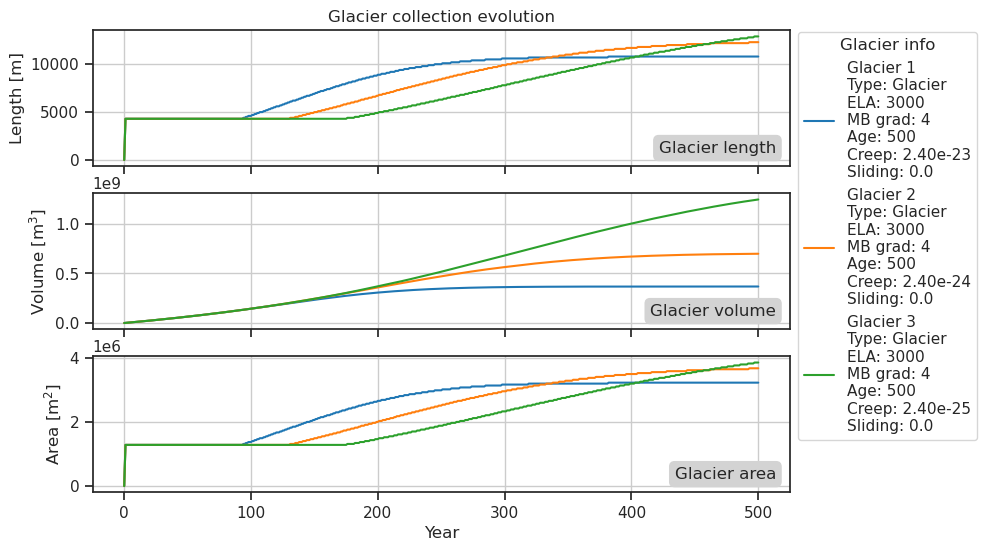 Glacier collection evolution
Length [m]
10000
5000
0
Glacier length
1e9
Volume [m³]
1.0
0.5
0.0
Glacier volume
1e6
Area [m²]
4
2
0
Glacier area
0
100
200
300
400
500
Year
Glacier info
Glacier 1
Type: Glacier
ELA: 3000
MB grad: 4
Age: 500
Creep: 2.40e-23
Sliding: 0.0
Glacier 2
Type: Glacier
ELA: 3000
MB grad: 4
Age: 500
Creep: 2.40e-24
Sliding: 0.0
Glacier 3
Type: Glacier
ELA: 3000
MB grad: 4
Age: 500
Creep: 2.40e-25
Sliding: 0.0